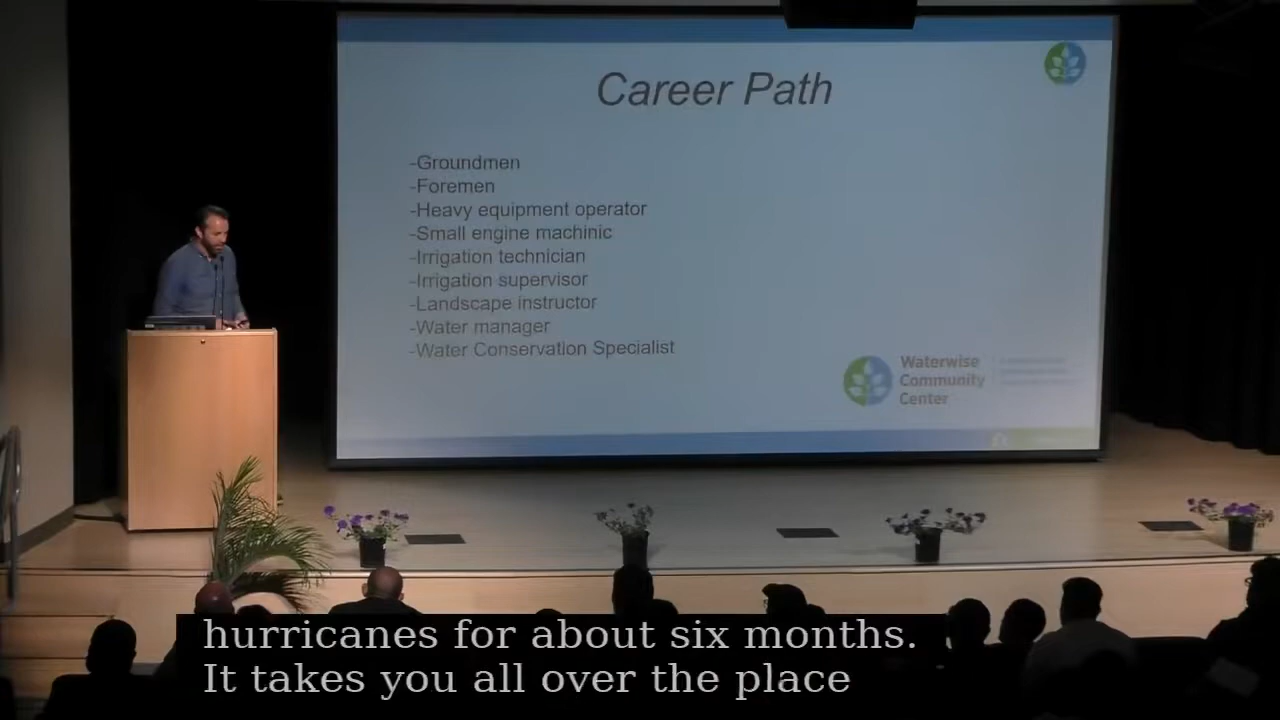 Career Path
-Groundmen
-Foremen
-Heavy equipment operator
-Small engine machinic
-Irrigation technician
-Irrigation supervisor
-Landscape instructor
-Water manager
-Water Conservation Specialist
Waterwise
Community
Center
hurricanes for about six months.
It takes you all over the place